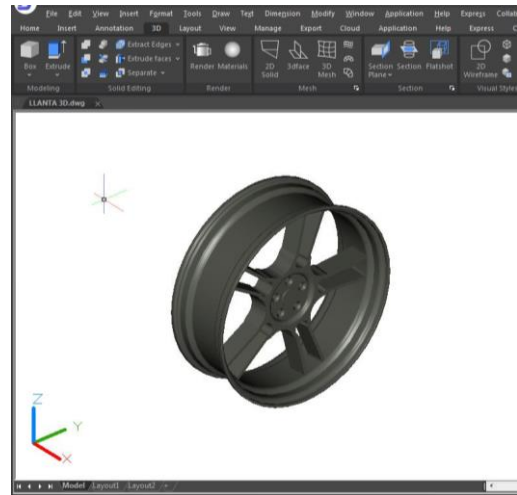 File Edit View Insert Format Tools Draw Text Dimension Modify Window Application Help Express
Home Insert Annotation 3D Layout View Manage Export Cloud Application Help Express
Box Extrude Extract Edges Extrude faces Separate Render Materials 2D Solid 3dface 3D Mesh Section Plane Section Flatshot 2D Wireframe
Modeling Solid Editing Render Mesh Section Visual Styles
LLANTA 3D.dwg
Z
Y
X
Model Layout1 Layout2